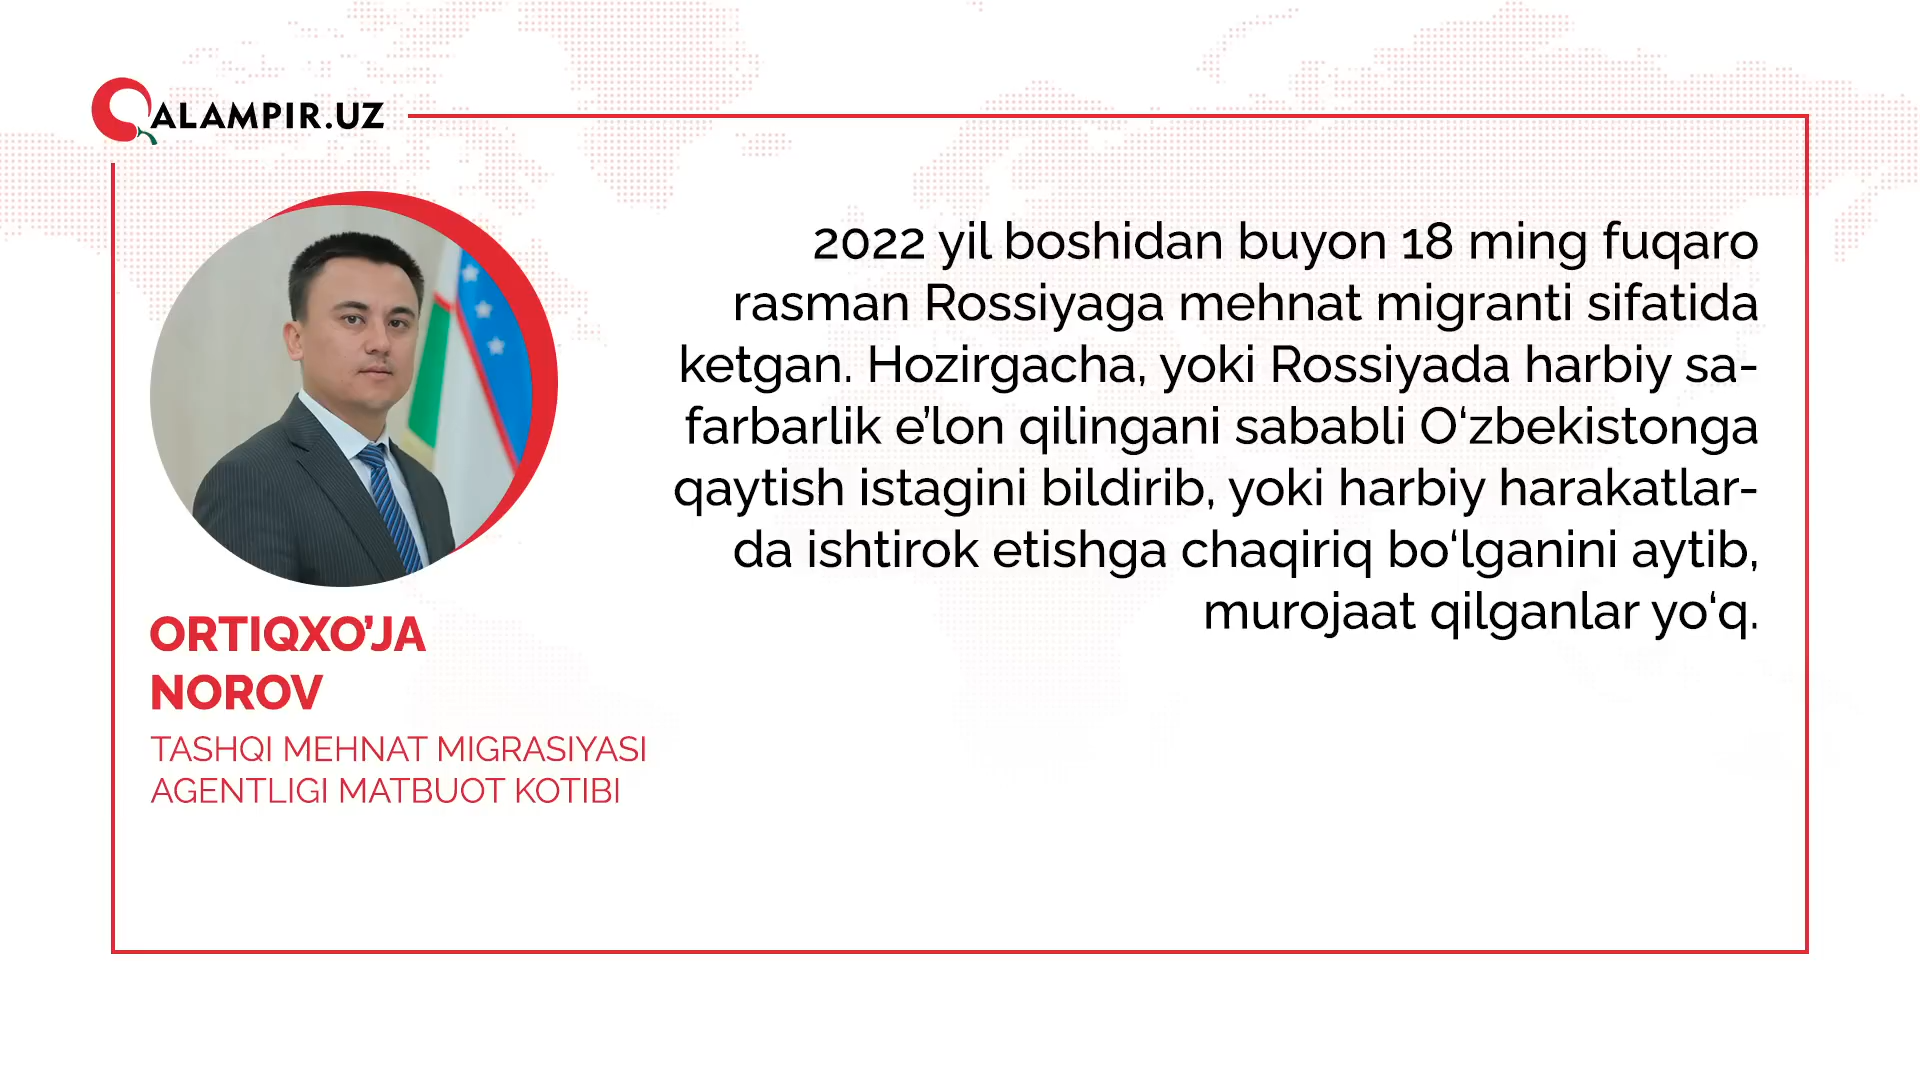 QALAMPIR.UZ
2022 yil boshidan buyon 18 ming fuqaro
rasman Rossiyaga mehnat migranti sifatida
ketgan. Hozirgacha, yoki Rossiyada harbiy sa-
farbarlik e’lon qilingani sababli O‘zbekistonga
qaytish istagini bildirib, yoki harbiy harakatlar-
da ishtirok etishga chaqiriq bo‘lganini aytib,
murojaat qilganlar yo‘q.
ORTIQXO’JA
NOROV
TASHQI MEHNAT MIGRASIYASI
AGENTLIGI MATBUOT KOTIBI